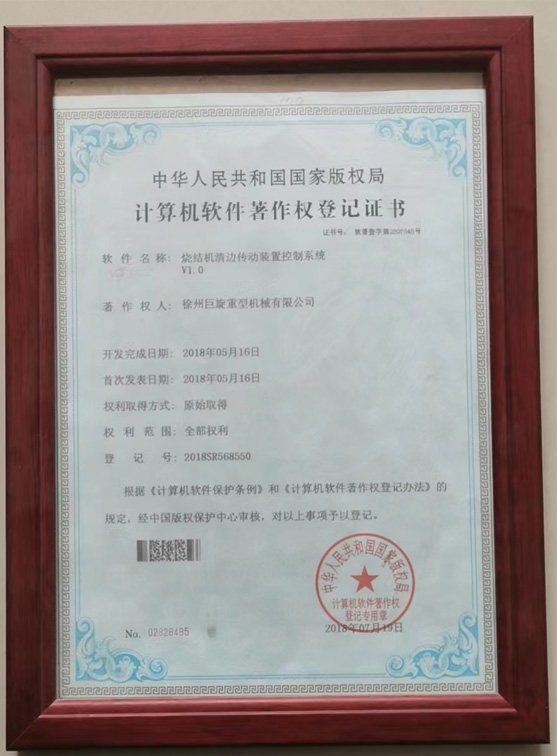 中华人民共和国国家版权局
计算机软件著作权登记证书
证书号： 软著登字第
软件名称： 烧结机滑边传动装置控制系统
V1.0
著作权人： 徐州巨旋重型机械有限公司
开发完成日期： 2018年05月16日
首次发表日期： 2018年05月16日
权利取得方式： 原始取得
权利范围： 全部权利
登记号： 2018SR568550
根据《计算机软件保护条例》和《计算机软件著作权登记办法》的
规定，经中国版权保护中心审核，对以上事项予以登记。
中华人民共和国国家版权局
计算机软件著作权
登记专用章
2018年07月19日
No. 02828495